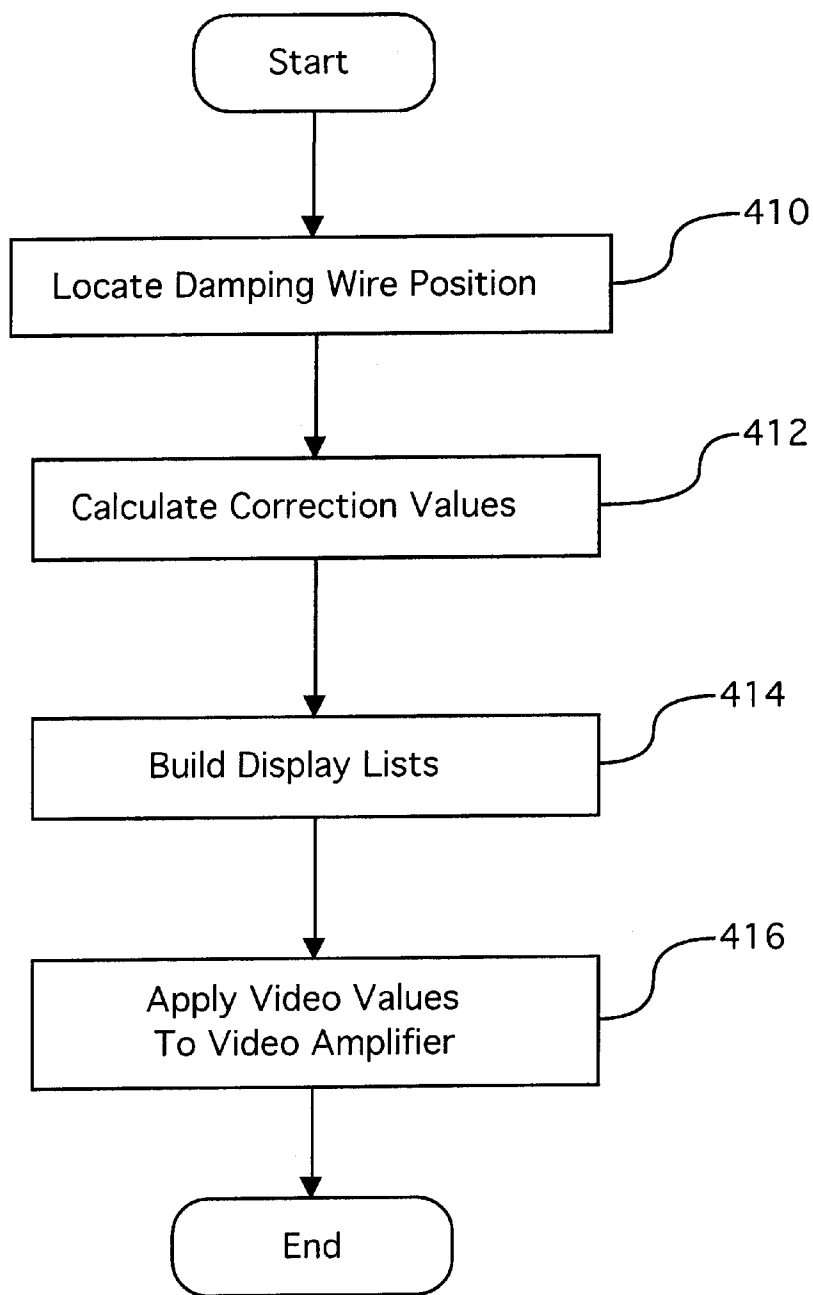 Start
410
Locate Damping Wire Position
412
Calculate Correction Values
414
Build Display Lists
416
Apply Video Values
To Video Amplifier
End